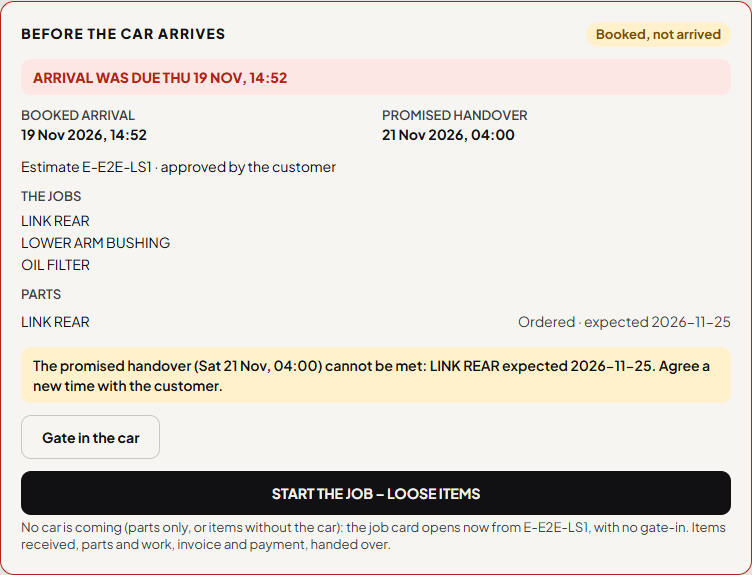 BEFORE THE CAR ARRIVES
Booked, not arrived
ARRIVAL WAS DUE THU 19 NOV, 14:52
BOOKED ARRIVAL
PROMISED HANDOVER
19 Nov 2026, 14:52
21 Nov 2026, 04:00
Estimate E-E2E-LS1 · approved by the customer
THE JOBS
LINK REAR
LOWER ARM BUSHING
OIL FILTER
PARTS
LINK REAR
Ordered · expected 2026-11-25
The promised handover (Sat 21 Nov, 04:00) cannot be met: LINK REAR expected 2026-11-25. Agree a
new time with the customer.
Gate in the car
START THE JOB – LOOSE ITEMS
No car is coming (parts only, or items without the car): the job card opens now from E-E2E-LS1, with no gate-in. Items
received, parts and work, invoice and payment, handed over.